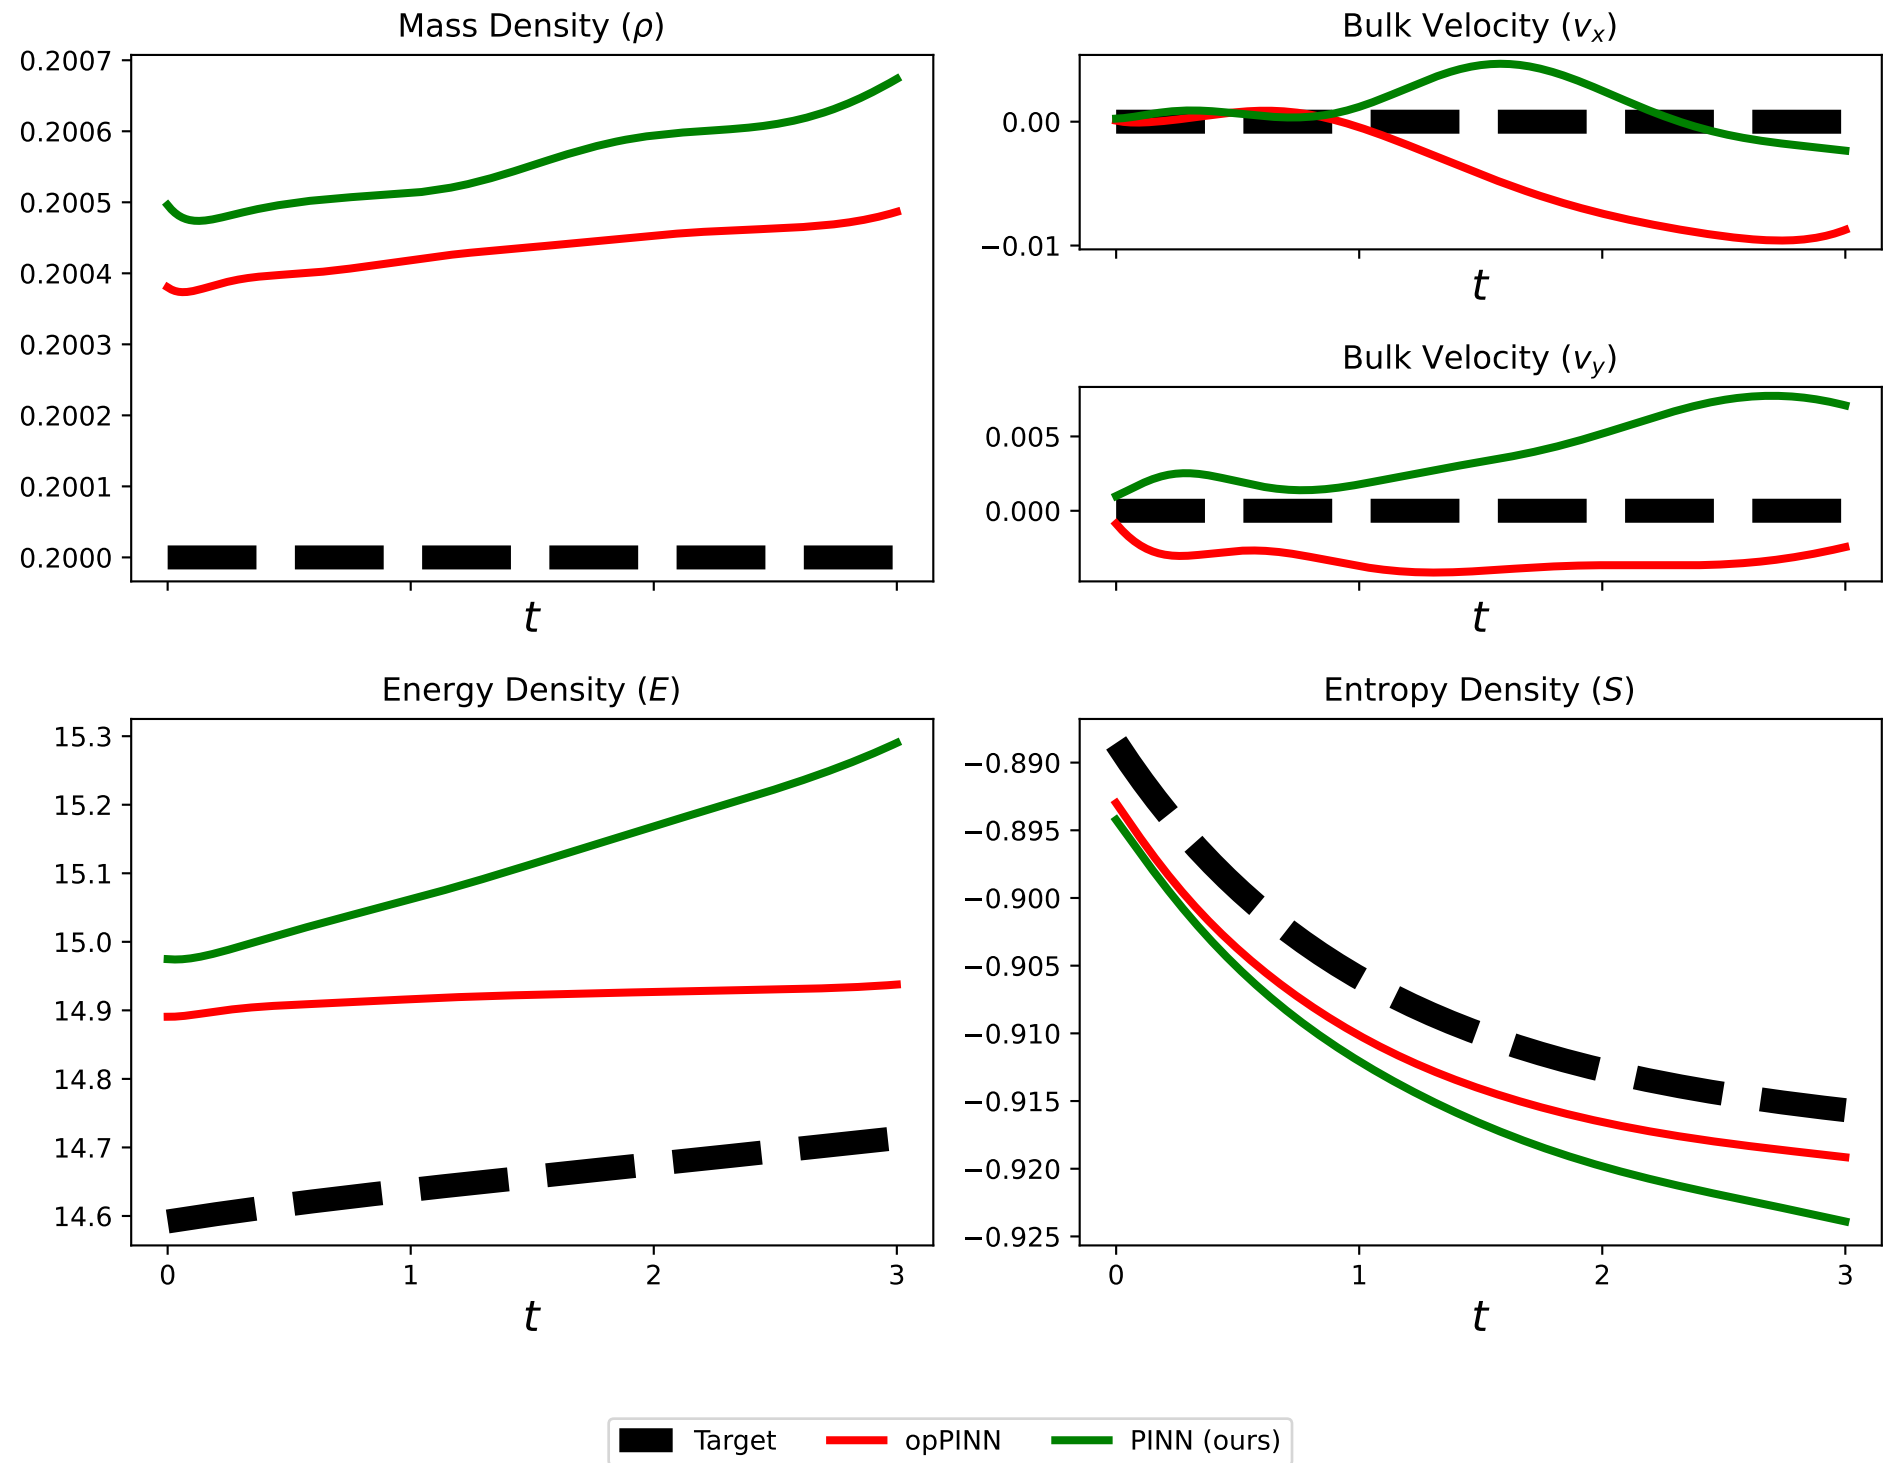 Mass Density (ρ)
0.2007
0.2006
0.2005
0.2004
0.2003
0.2002
0.2001
0.2000
t
Bulk Velocity (vₓ)
0.00
−0.01
t
Bulk Velocity (v_y)
0.005
0.000
t
Energy Density (E)
15.3
15.2
15.1
15.0
14.9
14.8
14.7
14.6
0 1 2 3
t
Entropy Density (S)
−0.890
−0.895
−0.900
−0.905
−0.910
−0.915
−0.920
−0.925
0 1 2 3
t
Target opPINN PINN (ours)